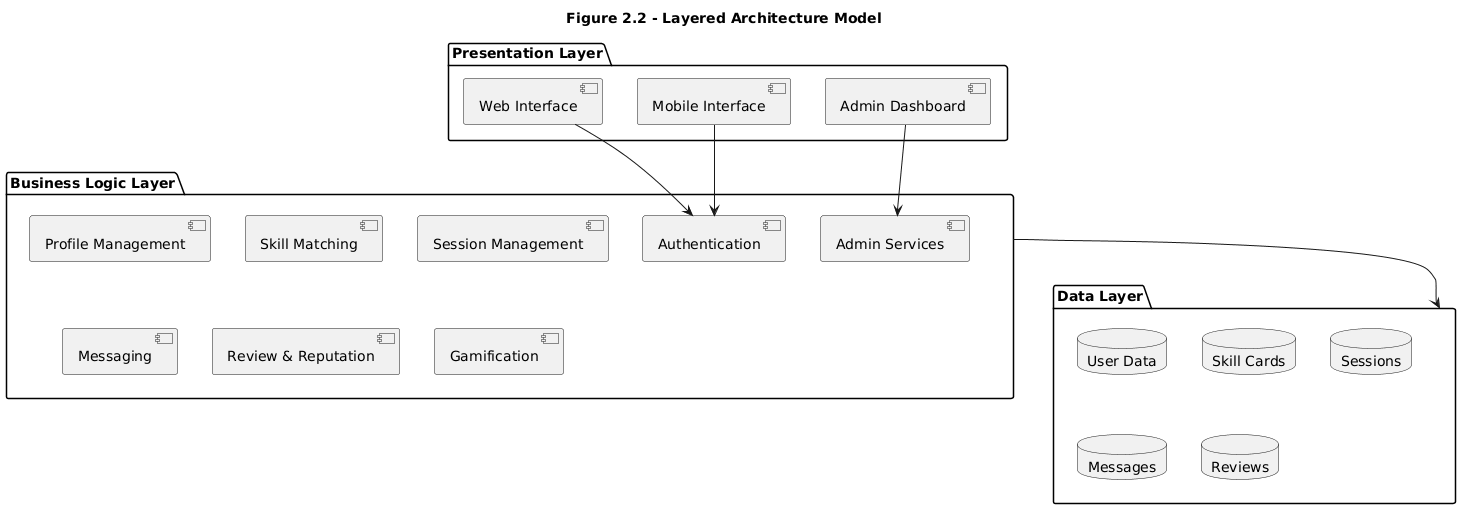 Figure 2.2 - Layered Architecture Model
Presentation Layer
Web Interface
Mobile Interface
Admin Dashboard
Business Logic Layer
Profile Management
Skill Matching
Session Management
Authentication
Admin Services
Messaging
Review & Reputation
Gamification
Data Layer
User Data
Skill Cards
Sessions
Messages
Reviews